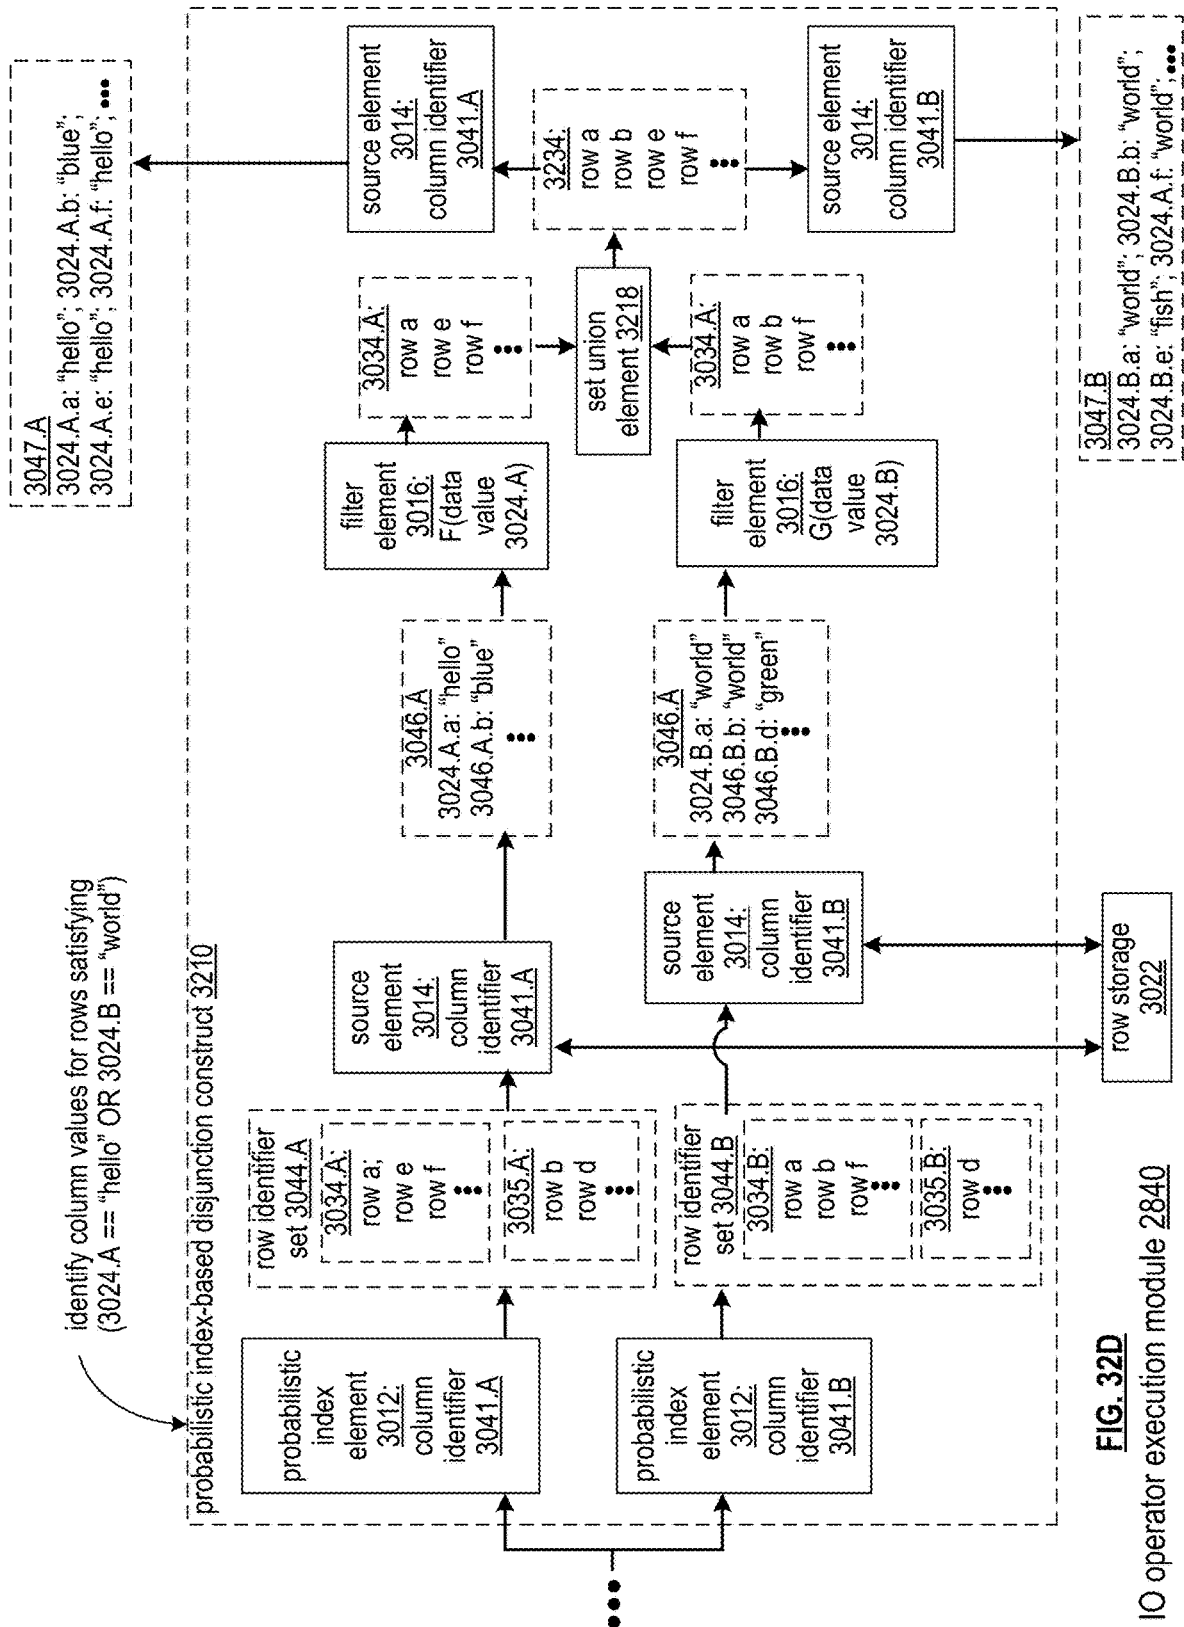 identify column values for rows satisfying
(3024.A == “hello” OR 3024.B == “world”)
probabilistic index-based disjunction construct 3210
probabilistic
index
element
3012:
column
identifier
3041.A
row identifier
set 3044.A
3034.A:
row a;
row e
row f
3035.A:
row b
row d
source
element
3014:
column
identifier
3041.A
3046.A
3024.A.a: “hello”
3046.A.b: “blue”
filter
element
3016:
F(data
value
3024.A)
3034.A:
row a
row e
row f
source element
3014:
column identifier
3041.A
3047.A
3024.A.a: “hello”; 3024.A.b: “blue”;
3024.A.e: “hello”; 3024.A.f: “hello”;
set union
element 3218
3234:
row a
row b
row e
row f
probabilistic
index
element
3012:
column
identifier
3041.B
row identifier
set 3044.B
3034.B:
row a
row b
row f
3035.B:
row d
source
element
3014:
column
identifier
3041.B
3046.A
3024.B.a: “world”
3046.B.b: “world”
3046.B.d: “green”
filter
element
3016:
G(data
value
3024.B)
3034.A:
row a
row b
row f
source element
3014:
column identifier
3041.B
3047.B
3024.B.a: “world”; 3024.B.b: “world”;
3024.B.e: “fish”; 3024.A.f: “world”;
row storage
3022
FIG. 32D
IO operator execution module 2840